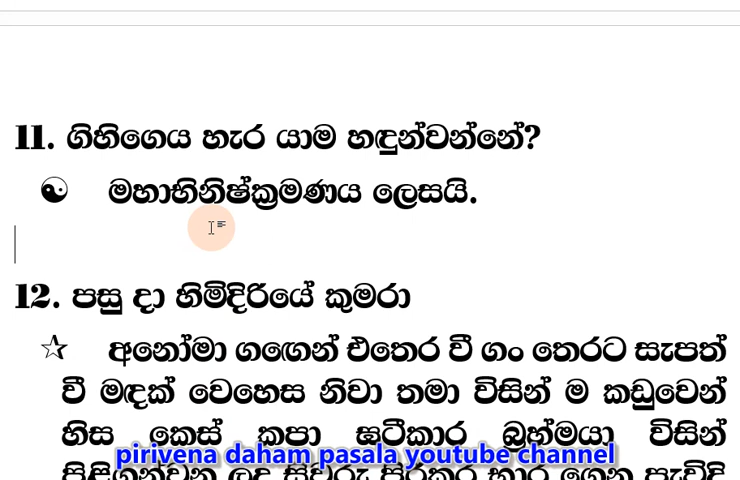 11. ගිහිගෙය හැර යාම හඳුන්වන්නේ?
මහාභිනිෂ්ක්‍රමණය ලෙසයි.
12. පසු දා හිමිදිරියේ කුමරා
අනෝමා ගඟෙන් එතෙර වී ගං තෙරට සැපත්
වී මඳක් වෙහෙස නිවා තමා විසින් ම කඩුවෙන්
හිස කෙස් කපා ඝටීකාර බ්‍රහ්මයා විසින්
pirivena daham pasala youtube channel